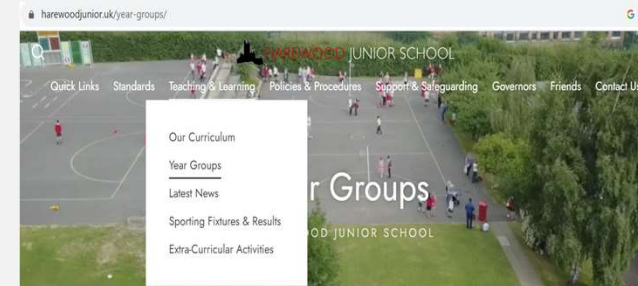 harewoodjunior.uk/year-groups/
HAREWOOD JUNIOR SCHOOL
Quick Links Standards Teaching & Learning Policies & Procedures Support & Safeguarding Governors Friends Contact Us
Our Curriculum
Year Groups
Latest News
Sporting Fixtures & Results
Extra-Curricular Activities
r Groups
OOD JUNIOR SCHOOL